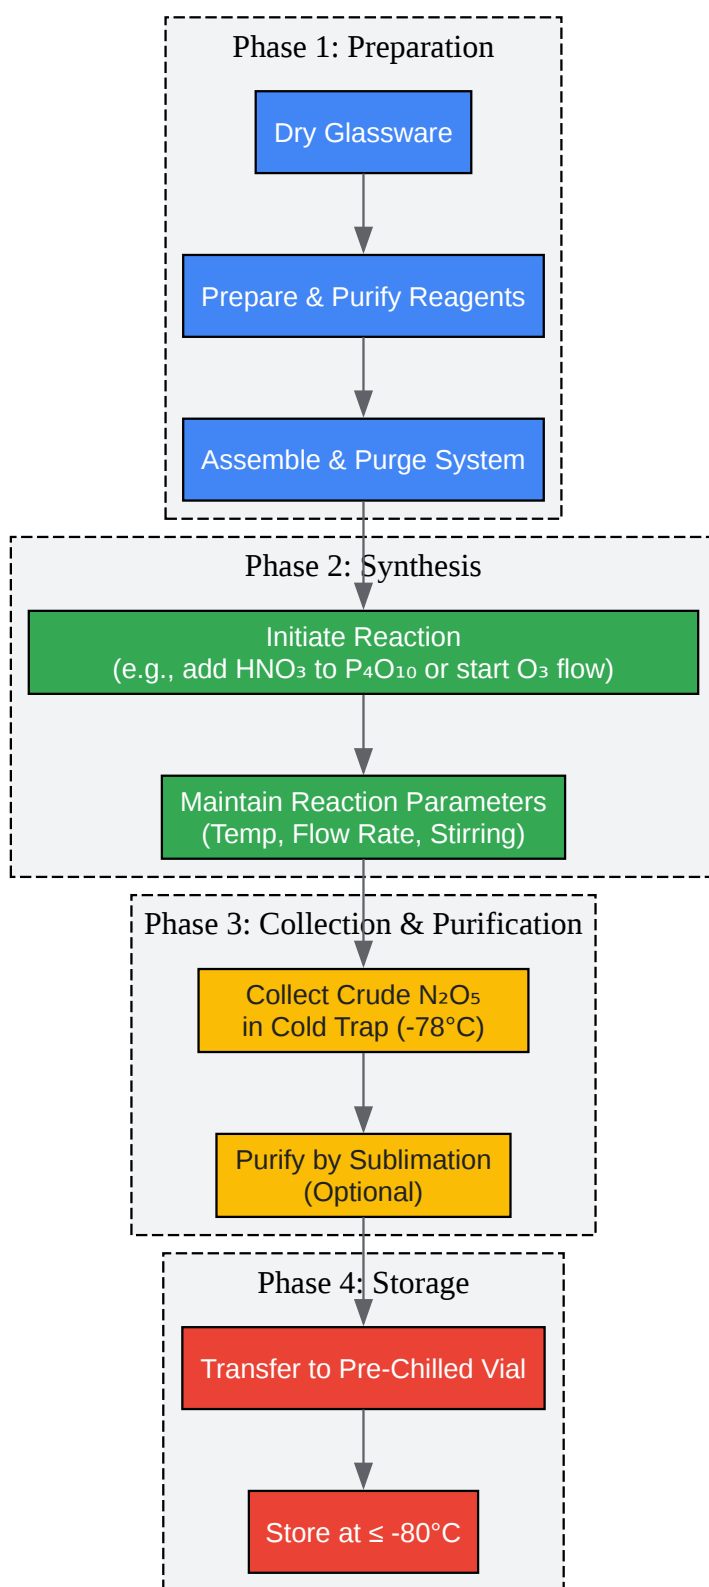 Phase 1: Preparation
Dry Glassware
Prepare & Purify Reagents
Assemble & Purge System
Phase 2: Synthesis
Initiate Reaction
(e.g., add HNO₃ to P₄O₁₀ or start O₃ flow)
Maintain Reaction Parameters
(Temp, Flow Rate, Stirring)
Phase 3: Collection & Purification
Collect Crude N₂O₅
in Cold Trap (-78°C)
Purify by Sublimation
(Optional)
Phase 4: Storage
Transfer to Pre-Chilled Vial
Store at ≤ -80°C